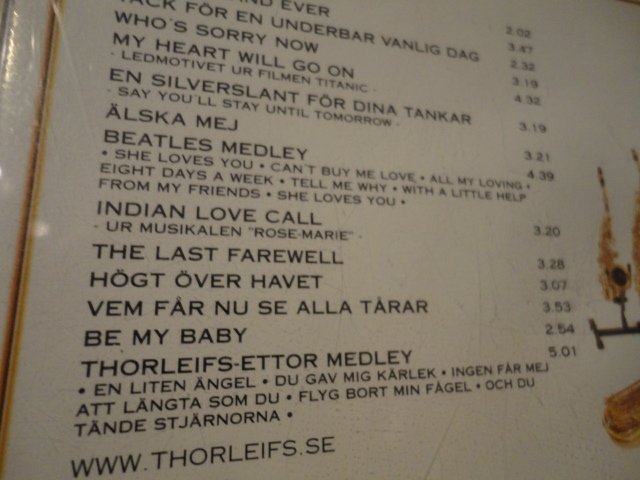 AND EVER 2.02
TACK FÖR EN UNDERBAR VANLIG DAG 3.47
WHO'S SORRY NOW 2.32
MY HEART WILL GO ON 3.19
- LEDMOTIVET UR FILMEN TITANIC -
EN SILVERSLANT FÖR DINA TANKAR 4.32
- SAY YOU'LL STAY UNTIL TOMORROW -
ÄLSKA MEJ 3.19
BEATLES MEDLEY 3.21
• SHE LOVES YOU • CAN'T BUY ME LOVE • ALL MY LOVING • 4.39
EIGHT DAYS A WEEK • TELL ME WHY • WITH A LITTLE HELP
FROM MY FRIENDS • SHE LOVES YOU •
INDIAN LOVE CALL 3.20
- UR MUSIKALEN "ROSE-MARIE" -
THE LAST FAREWELL 3.28
HÖGT ÖVER HAVET 3.07
VEM FÅR NU SE ALLA TÅRAR 3.53
BE MY BABY 2.54
THORLEIFS-ETTOR MEDLEY 5.01
• EN LITEN ÄNGEL • DU GAV MIG KÄRLEK • INGEN FÅR MEJ
ATT LÄNGTA SOM DU • FLYG BORT MIN FÅGEL • OCH DU
TÄNDE STJÄRNORNA •
WWW.THORLEIFS.SE